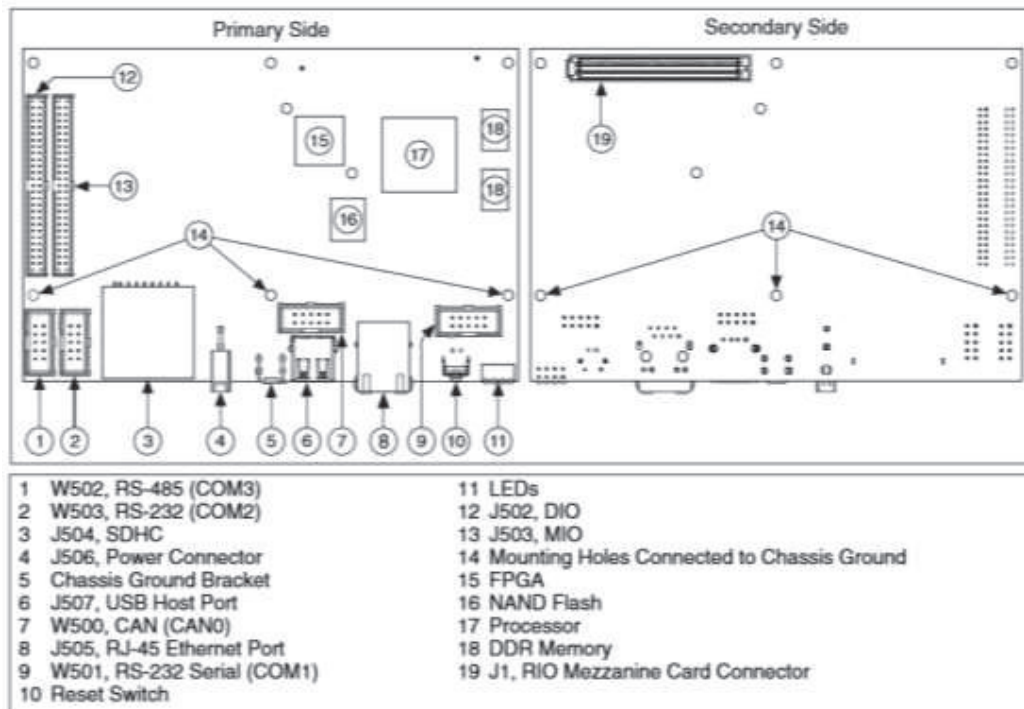 Primary Side
Secondary Side
12
13
14
15
16
17
18
18
19
14
1
2
3
4
5
6
7
8
9
10
11
1 W502, RS-485 (COM3)
2 W503, RS-232 (COM2)
3 J504, SDHC
4 J506, Power Connector
5 Chassis Ground Bracket
6 J507, USB Host Port
7 W500, CAN (CAN0)
8 J505, RJ-45 Ethernet Port
9 W501, RS-232 Serial (COM1)
10 Reset Switch
11 LEDs
12 J502, DIO
13 J503, MIO
14 Mounting Holes Connected to Chassis Ground
15 FPGA
16 NAND Flash
17 Processor
18 DDR Memory
19 J1, RIO Mezzanine Card Connector